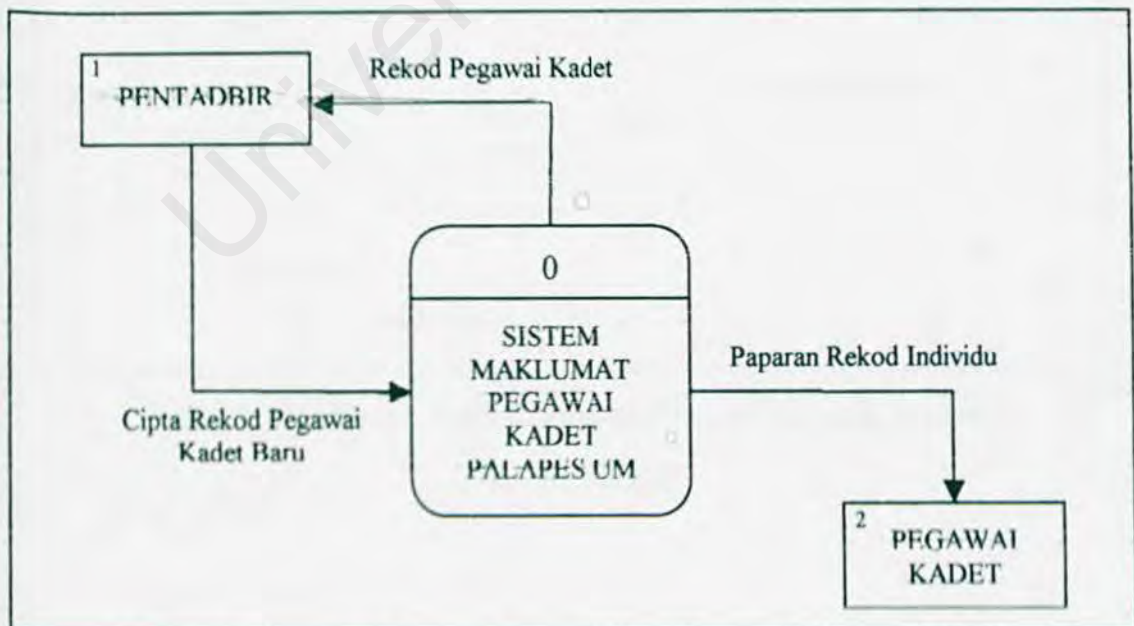 1
PENTADBIR
Rekod Pegawai Kadet
Univer
0
SISTEM
MAKLUMAT
PEGAWAI
KADET
PALAPES UM
Cipta Rekod Pegawai
Kadet Baru
Paparan Rekod Individu
2
PEGAWAI
KADET